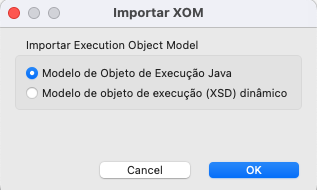 Importar XOM
Importar Execution Object Model
Modelo de Objeto de Execução Java
Modelo de objeto de execução (XSD) dinâmico
Cancel
OK